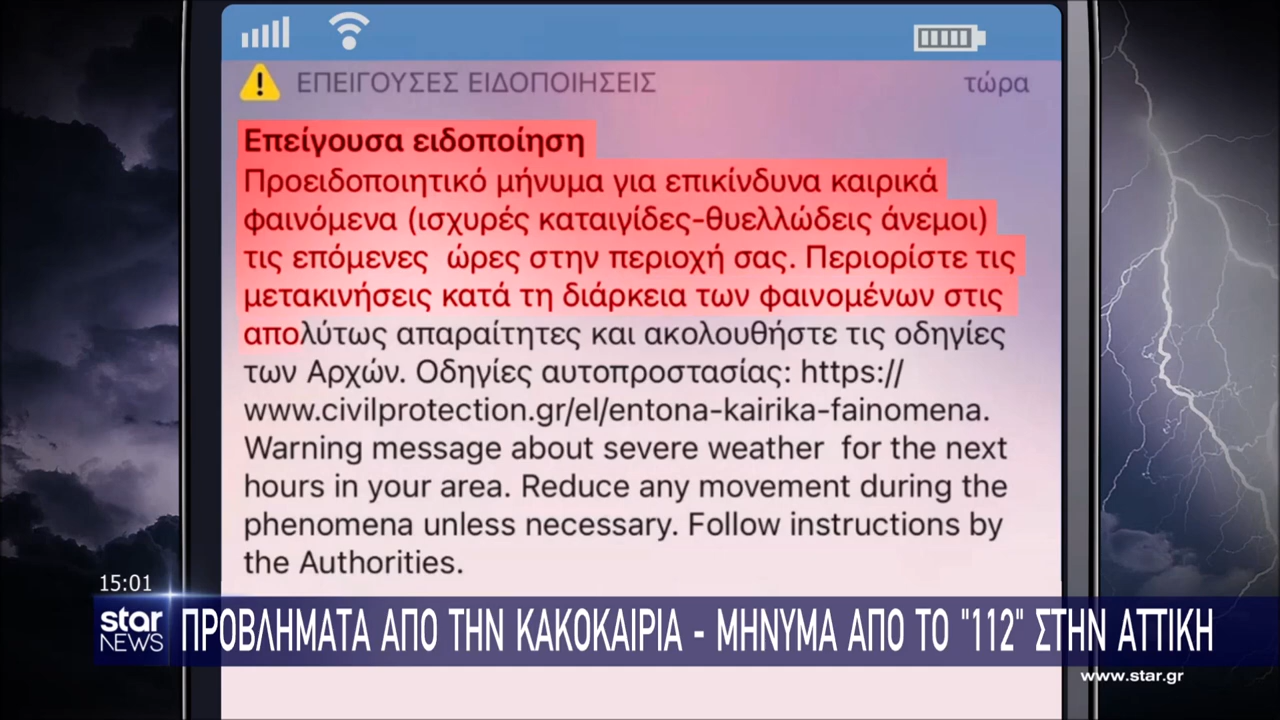 ΕΠΕΙΓΟΥΣΕΣ ΕΙΔΟΠΟΙΗΣΕΙΣ τώρα
Επείγουσα ειδοποίηση
Προειδοποιητικό μήνυμα για επικίνδυνα καιρικά
φαινόμενα (ισχυρές καταιγίδες-θυελλώδεις άνεμοι)
τις επόμενες  ώρες στην περιοχή σας. Περιορίστε τις
μετακινήσεις κατά τη διάρκεια των φαινομένων στις
απολύτως απαραίτητες και ακολουθήστε τις οδηγίες
των Αρχών. Οδηγίες αυτοπροστασίας: https://
www.civilprotection.gr/el/entona-kairika-fainomena.
Warning message about severe weather  for the next
hours in your area. Reduce any movement during the
phenomena unless necessary. Follow instructions by
the Authorities.
15:01
star
NEWS
ΠΡΟΒΛΗΜΑΤΑ ΑΠΟ ΤΗΝ ΚΑΚΟΚΑΙΡΙΑ - ΜΗΝΥΜΑ ΑΠΟ ΤΟ "112" ΣΤΗΝ ΑΤΤΙΚΗ
www.star.gr